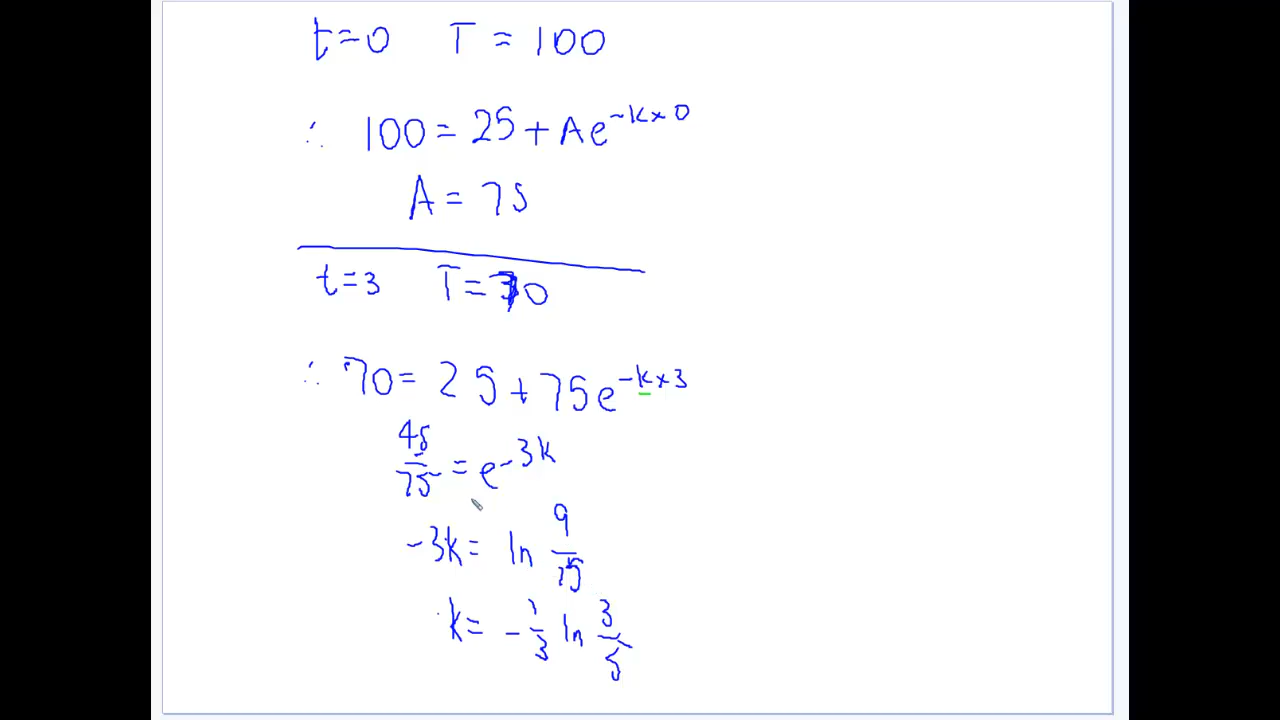 t=0 T = 100
∴ 100 = 25 + Ae^{-k×0}
A = 75
t=3 T=70
∴ 70= 25 + 75e^{-k×3}
45/75 = e^{-3k}
-3k = ln 9/15
k = -1/3 ln 3/5